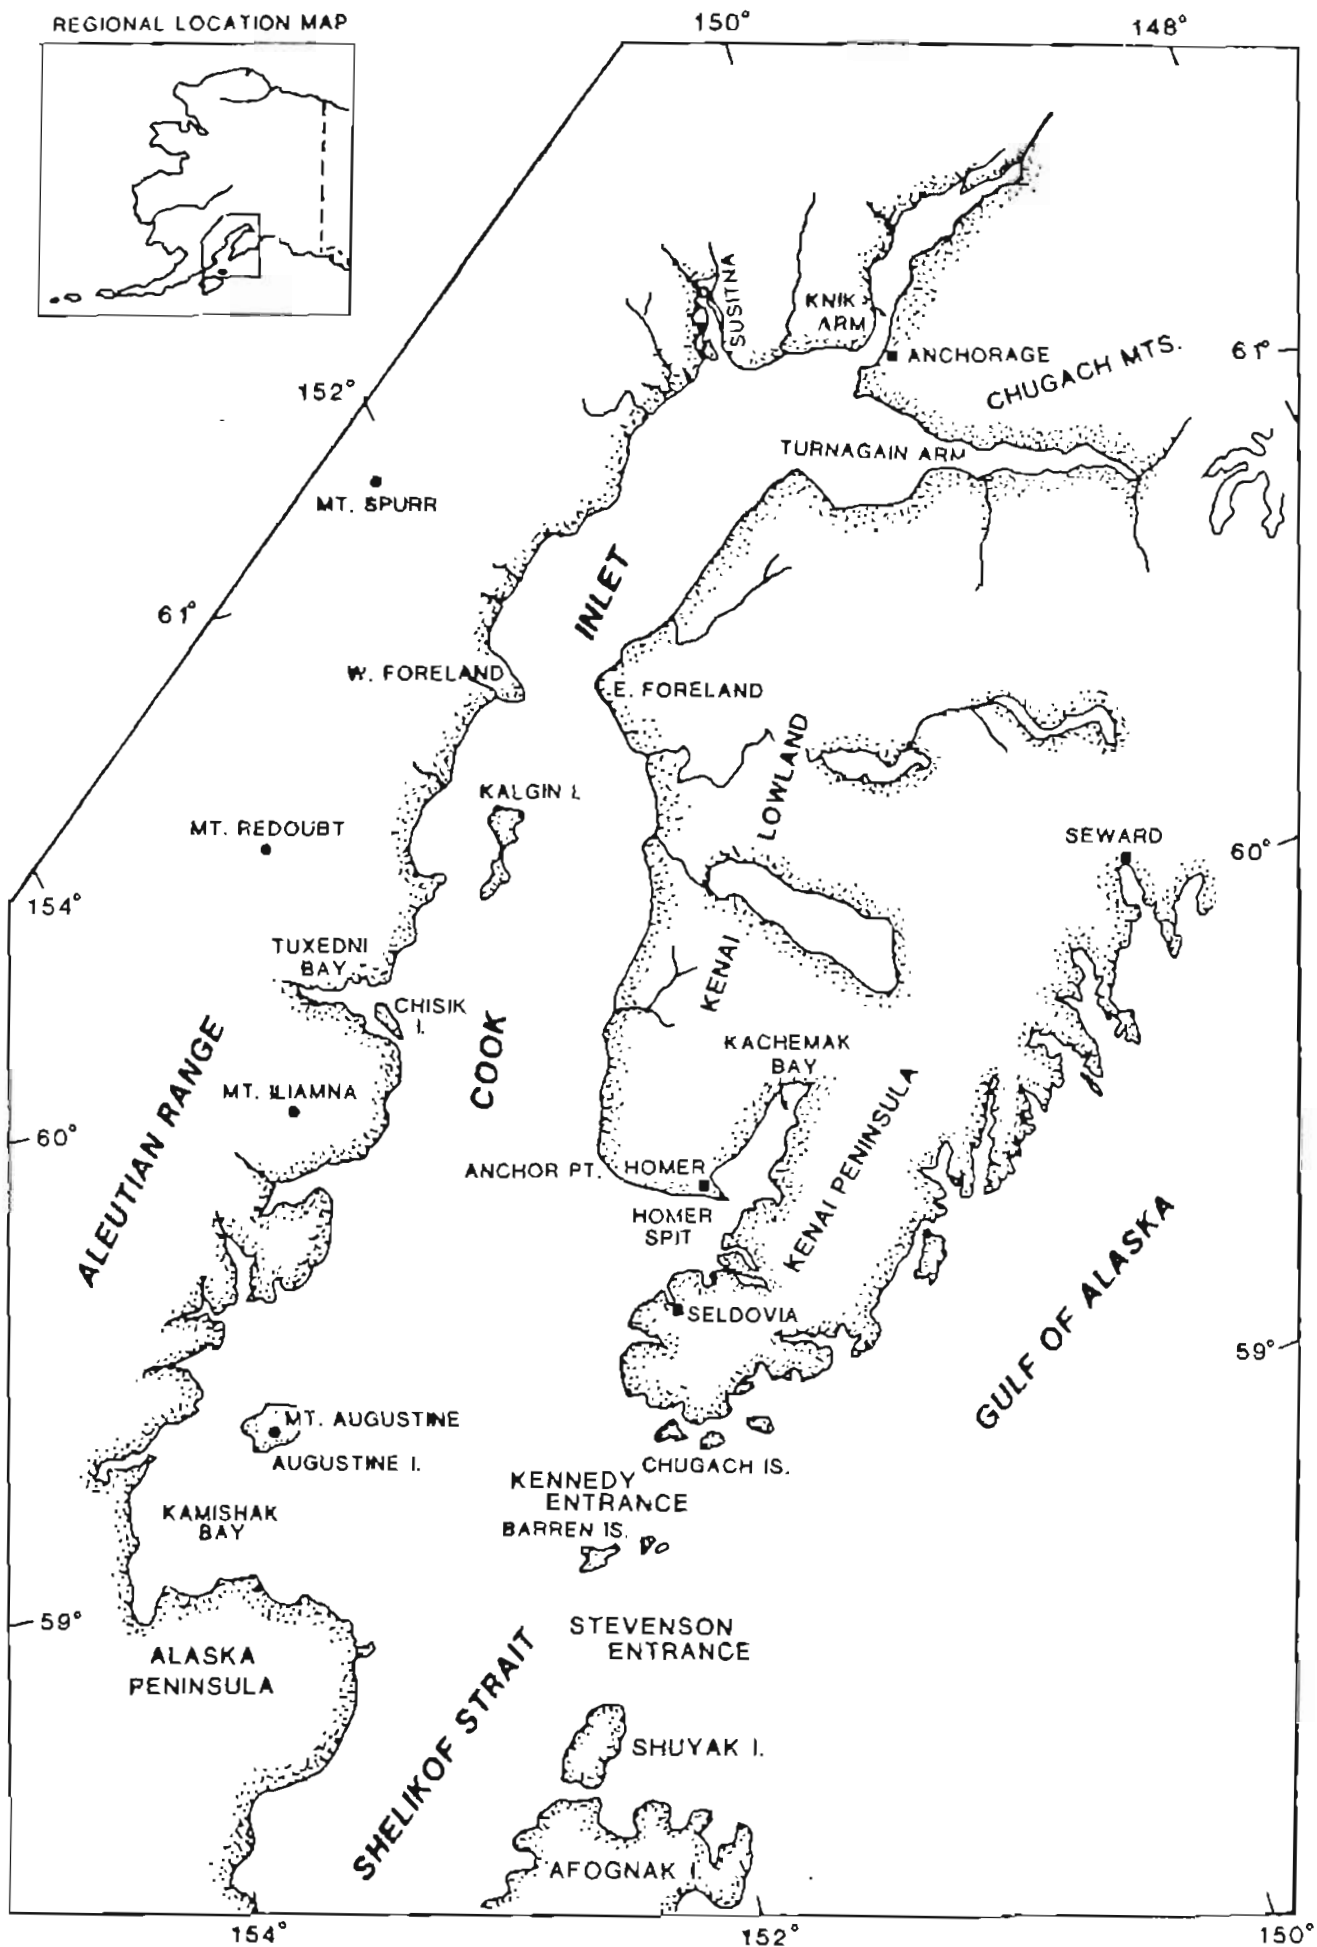 REGIONAL LOCATION MAP
150°
148°
SUSITNA
KNIK
ARM
ANCHORAGE
61°
CHUGACH MTS.
152°
TURNAGAIN ARM
MT. SPURR
INLET
61°
W. FORELAND
E. FORELAND
LOWLAND
KALGIN I.
MT. REDOUBT
SEWARD
60°
154°
TUXEDNI
BAY
KENAI
CHISIK
I.
COOK
KACHEMAK
BAY
ALEUTIAN RANGE
MT. ILIAMNA
KENAI PENINSULA
60°
ANCHOR PT.
HOMER
HOMER
SPIT
GULF OF ALASKA
SELDOVIA
59°
MT. AUGUSTINE
AUGUSTINE I.
CHUGACH IS.
KENNEDY
ENTRANCE
KAMISHAK
BAY
BARREN IS.
59°
STEVENSON
ENTRANCE
ALASKA
PENINSULA
SHELIKOF STRAIT
SHUYAK I.
AFOGNAK I.
154°
152°
150°